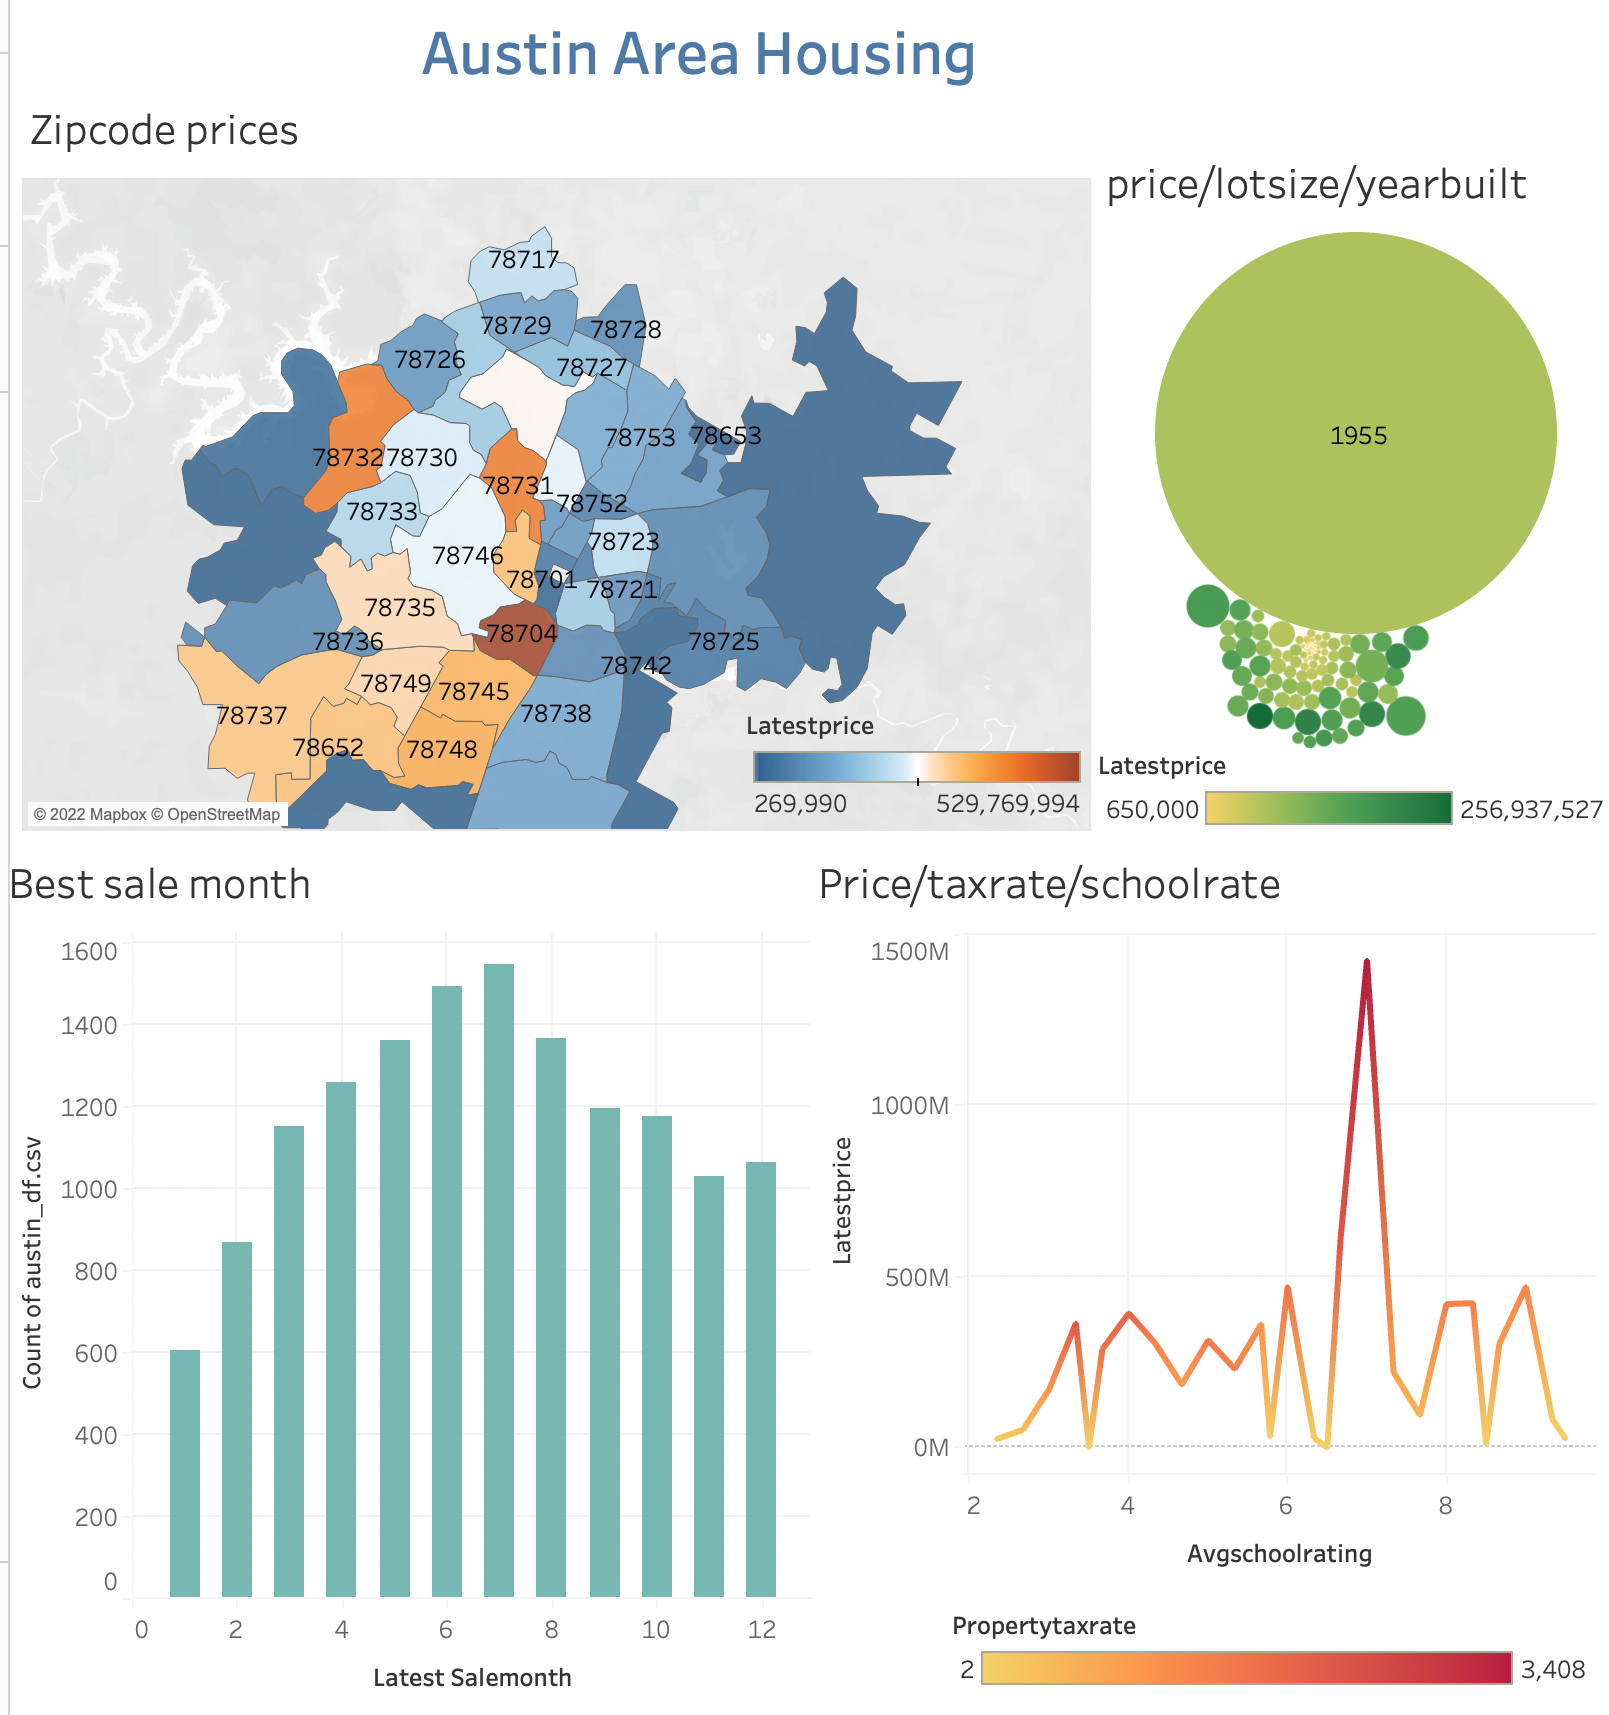 Austin Area Housing
Zipcode prices
78717
78729
78728
78726
78727
78753
78653
78732
78730
78731
78752
78733
78723
78746
78701
78721
78735
78704
78736
78725
78742
78749
78745
78737
78738
78652
78748
Latestprice
269,990
529,769,994
© 2022 Mapbox © OpenStreetMap
price/lotsize/yearbuilt
1955
Latestprice
650,000
256,937,527
Best sale month
Count of austin_df.csv
1600
1400
1200
1000
800
600
400
200
0
0 2 4 6 8 10 12
Latest Salemonth
Price/taxrate/schoolrate
Latestprice
1500M
1000M
500M
0M
2 4 6 8
Avgschoolrating
Propertytaxrate
2
3,408